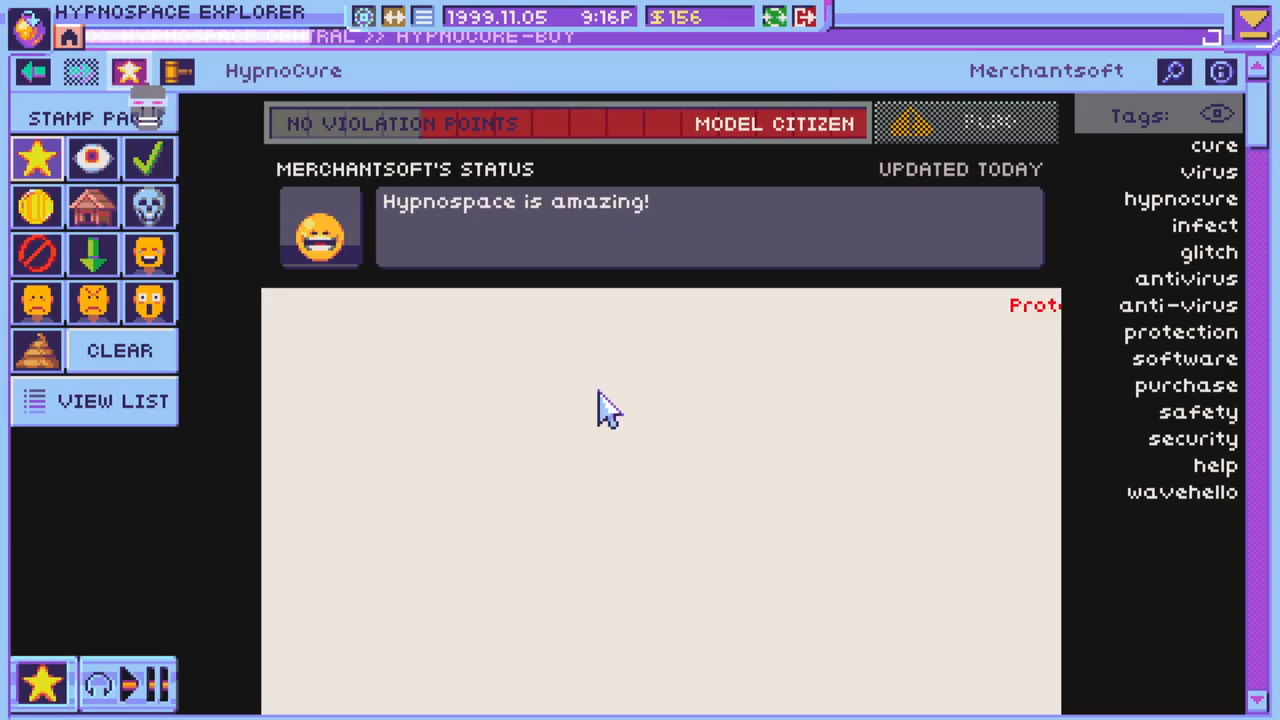 HYPNOSPACE EXPLORER
1999.11.05 9:16P 156
HYPNOSPACE CENTRAL >> HYPNOCURE-BUY
HypnoCure
Merchantsoft
STAMP PA
NO VIOLATION POINTS
MODEL CITIZEN
Tags:
MERCHANTSOFT'S STATUS
UPDATED TODAY
Hypnospace is amazing!
Prot
cure
virus
hypnocure
infect
glitch
antivirus
anti-virus
protection
software
purchase
safety
security
help
wavehello
CLEAR
VIEW LIST